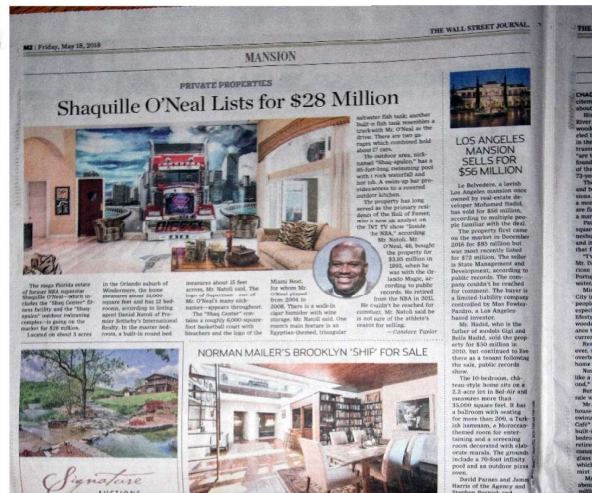 M2 | Friday, May 18, 2018
THE WALL STREET JOURNAL.
THE
MANSION
PRIVATE PROPERTIES
Shaquille O'Neal Lists for $28 Million
The mega Florida estate
of former NBA superstar
Shaquille O'Neal—which in-
cludes the "Shaq Center" fit-
ness facility and the "Shaq-
apulco" outdoor swimming
complex—is going on the
market for $28 million.
Located on about 3 acres
in the Orlando suburb of
Windermere, the home
measures about 31,000
square feet and has 12 bed-
rooms, according to listing
agent Daniel Natoli of Pre-
mier Sotheby's International
Realty. In the master bed-
room, a built-in round bed
measures about 15 feet
across, Mr. Natoli said. The
logo of Superman—one of
Mr. O'Neal's many nick-
names—appears throughout.
The "Shaq Center" con-
tains a roughly 6,000-square-
foot basketball court with
bleachers and the logo of the
Miami Heat,
for whom Mr.
O'Neal played
from 2004 to
2008. There is a walk-in
cigar humidor with wine
storage, Mr. Natoli said. One
room's main feature is an
Egyptian-themed, triangular
saltwater fish tank; another
built-in fish tank resembles a
truck with Mr. O'Neal as the
driver. There are two ga-
rages which combined hold
about 17 cars.
The outdoor area, nick-
named "Shaq-apulco," has a
95-foot-long swimming pool
with a rock waterfall and
hot tub. A swim-up bar pro-
vides access to a covered
outdoor kitchen.
The property has long
served as the primary resi-
dence of the Hall of Famer,
who is now an analyst on
the TNT TV show "Inside
the NBA," according
Mr. Natoli. Mr.
O'Neal, 46, bought
the property for
$3.95 million in
1993, when he
was with the Or-
lando Magic, ac-
cording to public
records. He retired
from the NBA in 2011.
He couldn't be reached for
comment. Mr. Natoli said he
is not sure of the athlete's
reason for selling.
—Candace Taylor
LOS ANGELES
MANSION
SELLS FOR
$56 MILLION
Le Belvedere, a lavish
Los Angeles mansion once
owned by real-estate de-
veloper Mohamed Hadid,
has sold for $56 million,
according to multiple peo-
ple familiar with the deal.
The property first came
on the market in December
2016 for $85 million but
was most recently listed
for $72 million. The seller
is State Management and
Development, according to
public records. The com-
pany couldn't be reached
for comment. The buyer is
a limited liability company
controlled by Max Fowles-
Pazdro, a Los Angeles-
based investor.
Mr. Hadid, who is the
father of models Gigi and
Bella Hadid, sold the prop-
erty for $50 million in
2010, but continued to live
there as a tenant following
the sale, public records
show.
The 10-bedroom, châ-
teau-style home sits on a
2.2-acre lot in Bel-Air and
measures more than
35,000 square feet. It has
a ballroom with seating
for more than 200, a Turk-
ish hammam, a Moroccan-
themed room for enter-
taining and a screening
room decorated with elab-
orate murals. The grounds
include a 70-foot infinity
pool and an outdoor pizza
oven.
David Parnes and James
Harris of the Agency and
NORMAN MAILER'S BROOKLYN 'SHIP' FOR SALE
Signature
AUCTIONS